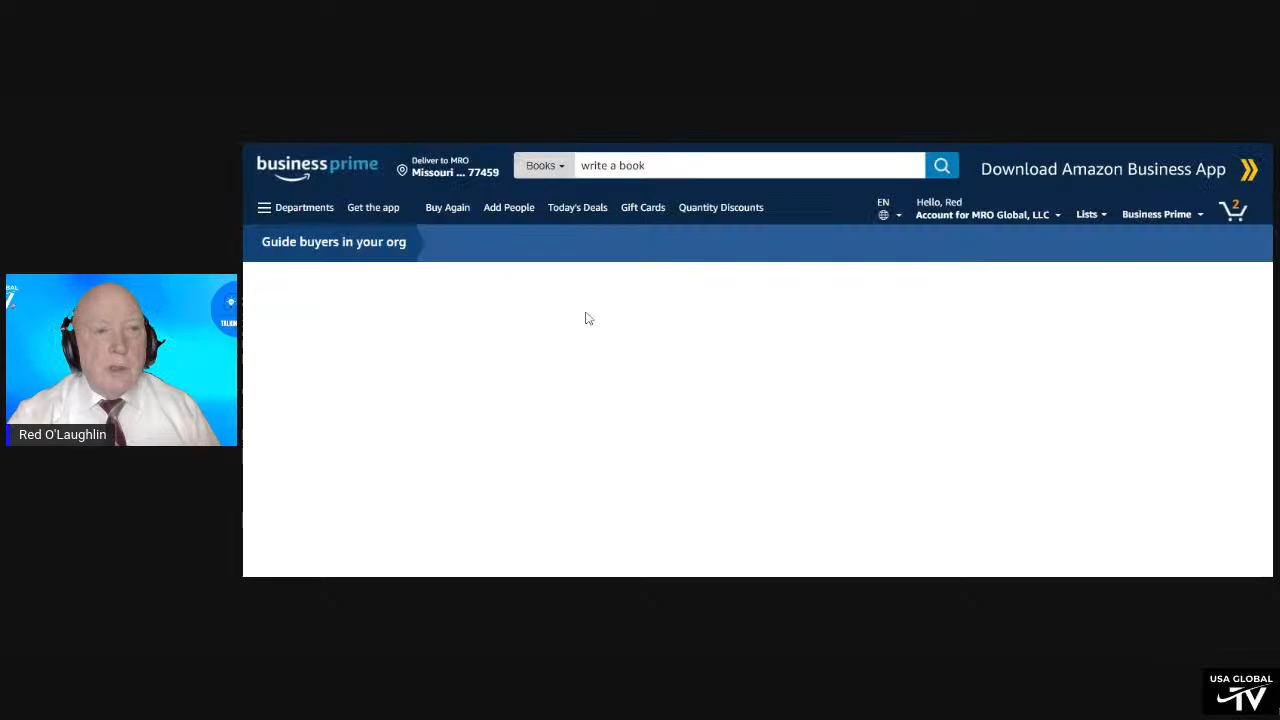 business prime
Deliver to MRO
Missouri ... 77459
Books
write a book
Download Amazon Business App
Departments
Get the app
Buy Again
Add People
Today's Deals
Gift Cards
Quantity Discounts
EN
Hello, Red
Account for MRO Global, LLC
Lists
Business Prime
2
Guide buyers in your org
TALKIN
Red O'Laughlin
USA GLOBAL
TV